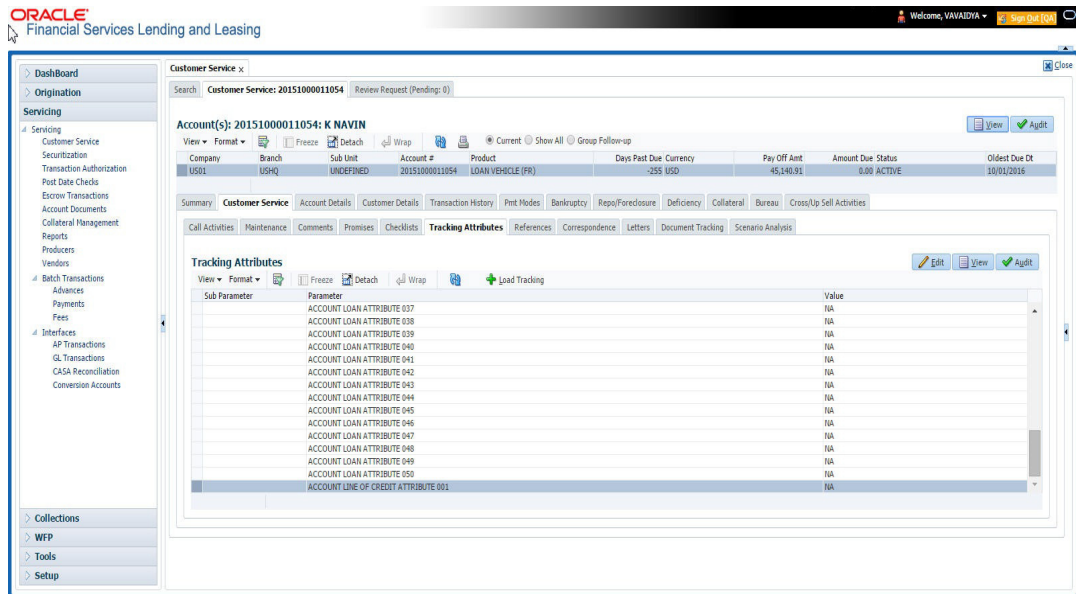 ORACLE'
Financial Services Lending and Leasing
Welcome, VAVAIDYA
Sign Out [QA
Close
DashBoard
Origination
Servicing
Servicing
Customer Service
Securitization
Transaction Authorization
Post Date Checks
Escrow Transactions
Account Documents
Collateral Management
Reports
Producers
Vendors
Batch Transactions
Advances
Payments
Fees
Interfaces
AP Transactions
GL Transactions
CASA Reconciliation
Conversion Accounts
Collections
WFP
Tools
Setup
Customer Service x
Search Customer Service: 20151000011054 Review Request (Pending: 0)
Account(s): 20151000011054: K NAVIN
View Audit
View Format Freeze Detach Wrap Current Show All Group Follow-up
Company Branch Sub Unit Account # Product Days Past Due Currency Pay Off Amt Amount Due Status Oldest Due Dt
US01 USHQ UNDEFINED 20151000011054 LOAN VEHICLE (FR) -255 USD 45,140.91 0.00 ACTIVE 10/01/2016
Summary Customer Service Account Details Customer Details Transaction History Pmt Modes Bankruptcy Repo/Foreclosure Deficiency Collateral Bureau Cross/Up Sell Activities
Call Activities Maintenance Comments Promises Checklists Tracking Attributes References Correspondence Letters Document Tracking Scenario Analysis
Tracking Attributes
Edit View Audit
View Format Freeze Detach Wrap Load Tracking
Sub Parameter Parameter Value
ACCOUNT LOAN ATTRIBUTE 037 NA
ACCOUNT LOAN ATTRIBUTE 038 NA
ACCOUNT LOAN ATTRIBUTE 039 NA
ACCOUNT LOAN ATTRIBUTE 040 NA
ACCOUNT LOAN ATTRIBUTE 041 NA
ACCOUNT LOAN ATTRIBUTE 042 NA
ACCOUNT LOAN ATTRIBUTE 043 NA
ACCOUNT LOAN ATTRIBUTE 044 NA
ACCOUNT LOAN ATTRIBUTE 045 NA
ACCOUNT LOAN ATTRIBUTE 046 NA
ACCOUNT LOAN ATTRIBUTE 047 NA
ACCOUNT LOAN ATTRIBUTE 048 NA
ACCOUNT LOAN ATTRIBUTE 049 NA
ACCOUNT LOAN ATTRIBUTE 050 NA
ACCOUNT LINE OF CREDIT ATTRIBUTE 001 NA